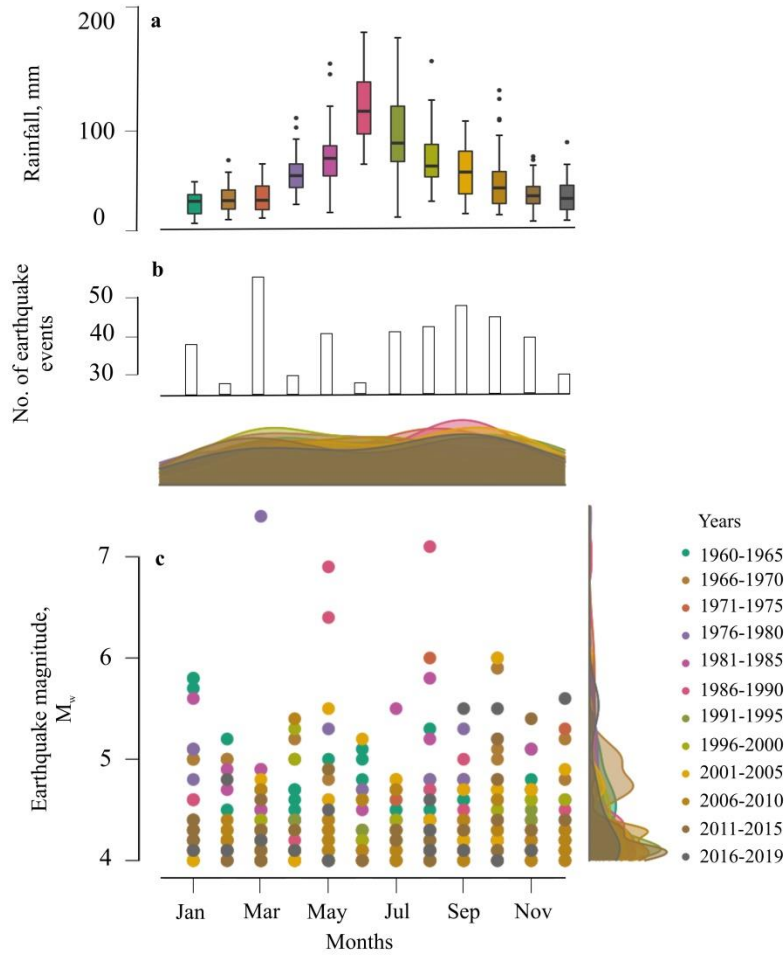 a
200
100
0
Rainfall, mm
b
50
40
30
No. of earthquake
events
c
7
6
5
4
Earthquake magnitude,
Mw
Jan Mar May Jul Sep Nov
Months
Years
1960-1965
1966-1970
1971-1975
1976-1980
1981-1985
1986-1990
1991-1995
1996-2000
2001-2005
2006-2010
2011-2015
2016-2019